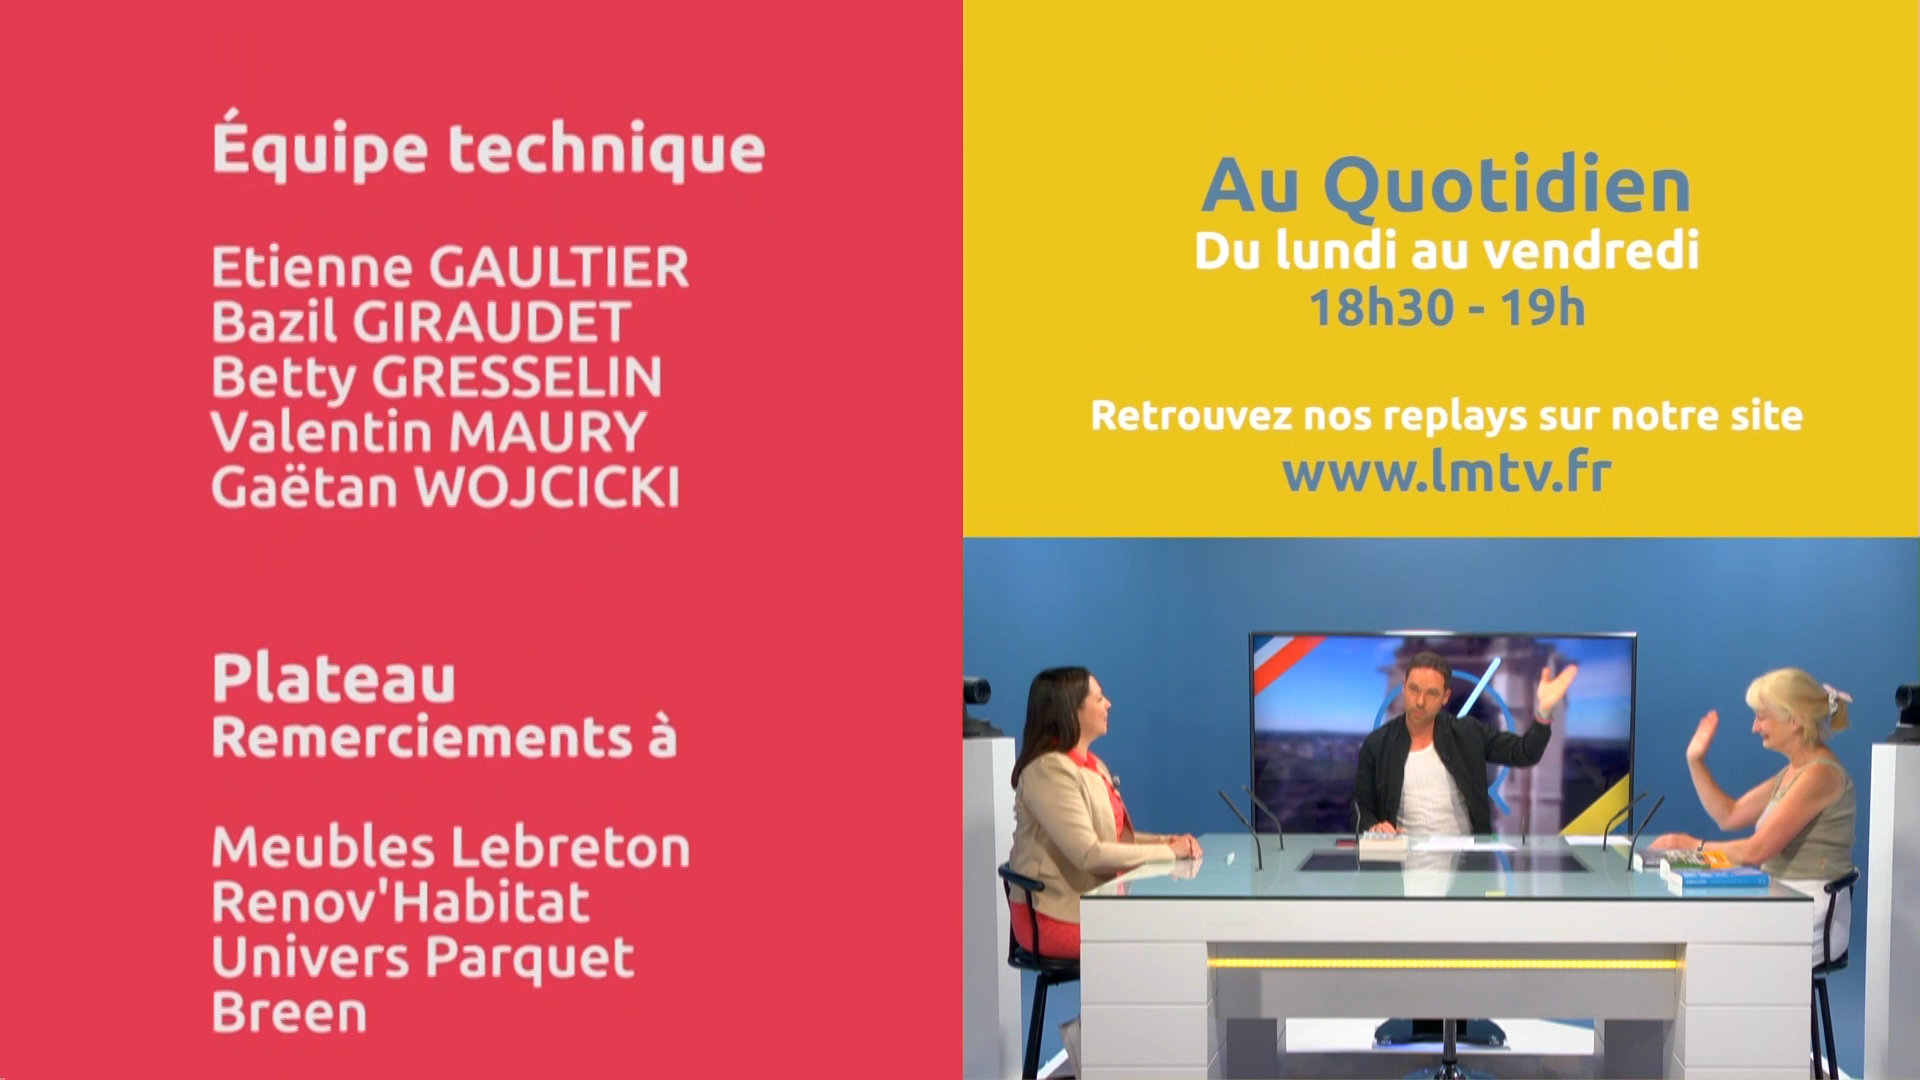 Équipe technique
Etienne GAULTIER
Bazil GIRAUDET
Betty GRESSELIN
Valentin MAURY
Gaëtan WOJCICKI
Plateau
Remerciements à
Meubles Lebreton
Renov'Habitat
Univers Parquet
Breen
Au Quotidien
Du lundi au vendredi
18h30 - 19h
Retrouvez nos replays sur notre site
www.lmtv.fr